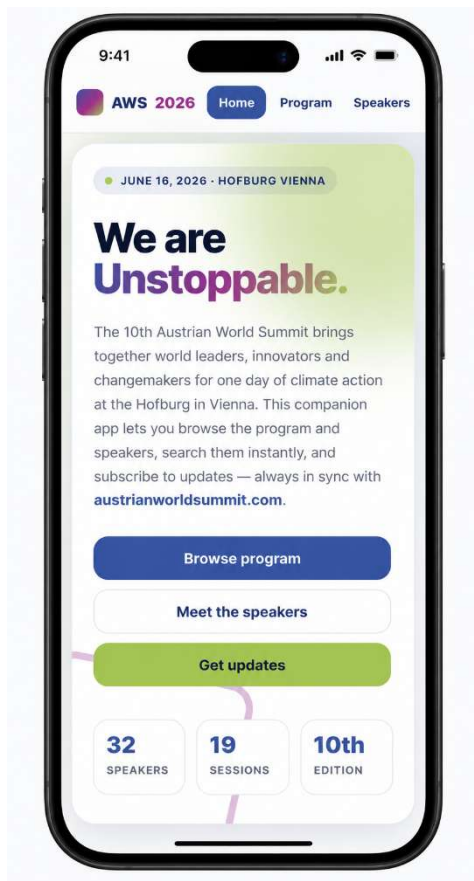 9:41
AWS 2026 Home Program Speakers
JUNE 16, 2026 · HOFBURG VIENNA
We are
Unstoppable.
The 10th Austrian World Summit brings
together world leaders, innovators and
changemakers for one day of climate action
at the Hofburg in Vienna. This companion
app lets you browse the program and
speakers, search them instantly, and
subscribe to updates — always in sync with
austrianworldsummit.com.
Browse program
Meet the speakers
Get updates
32 19 10th
SPEAKERS SESSIONS EDITION